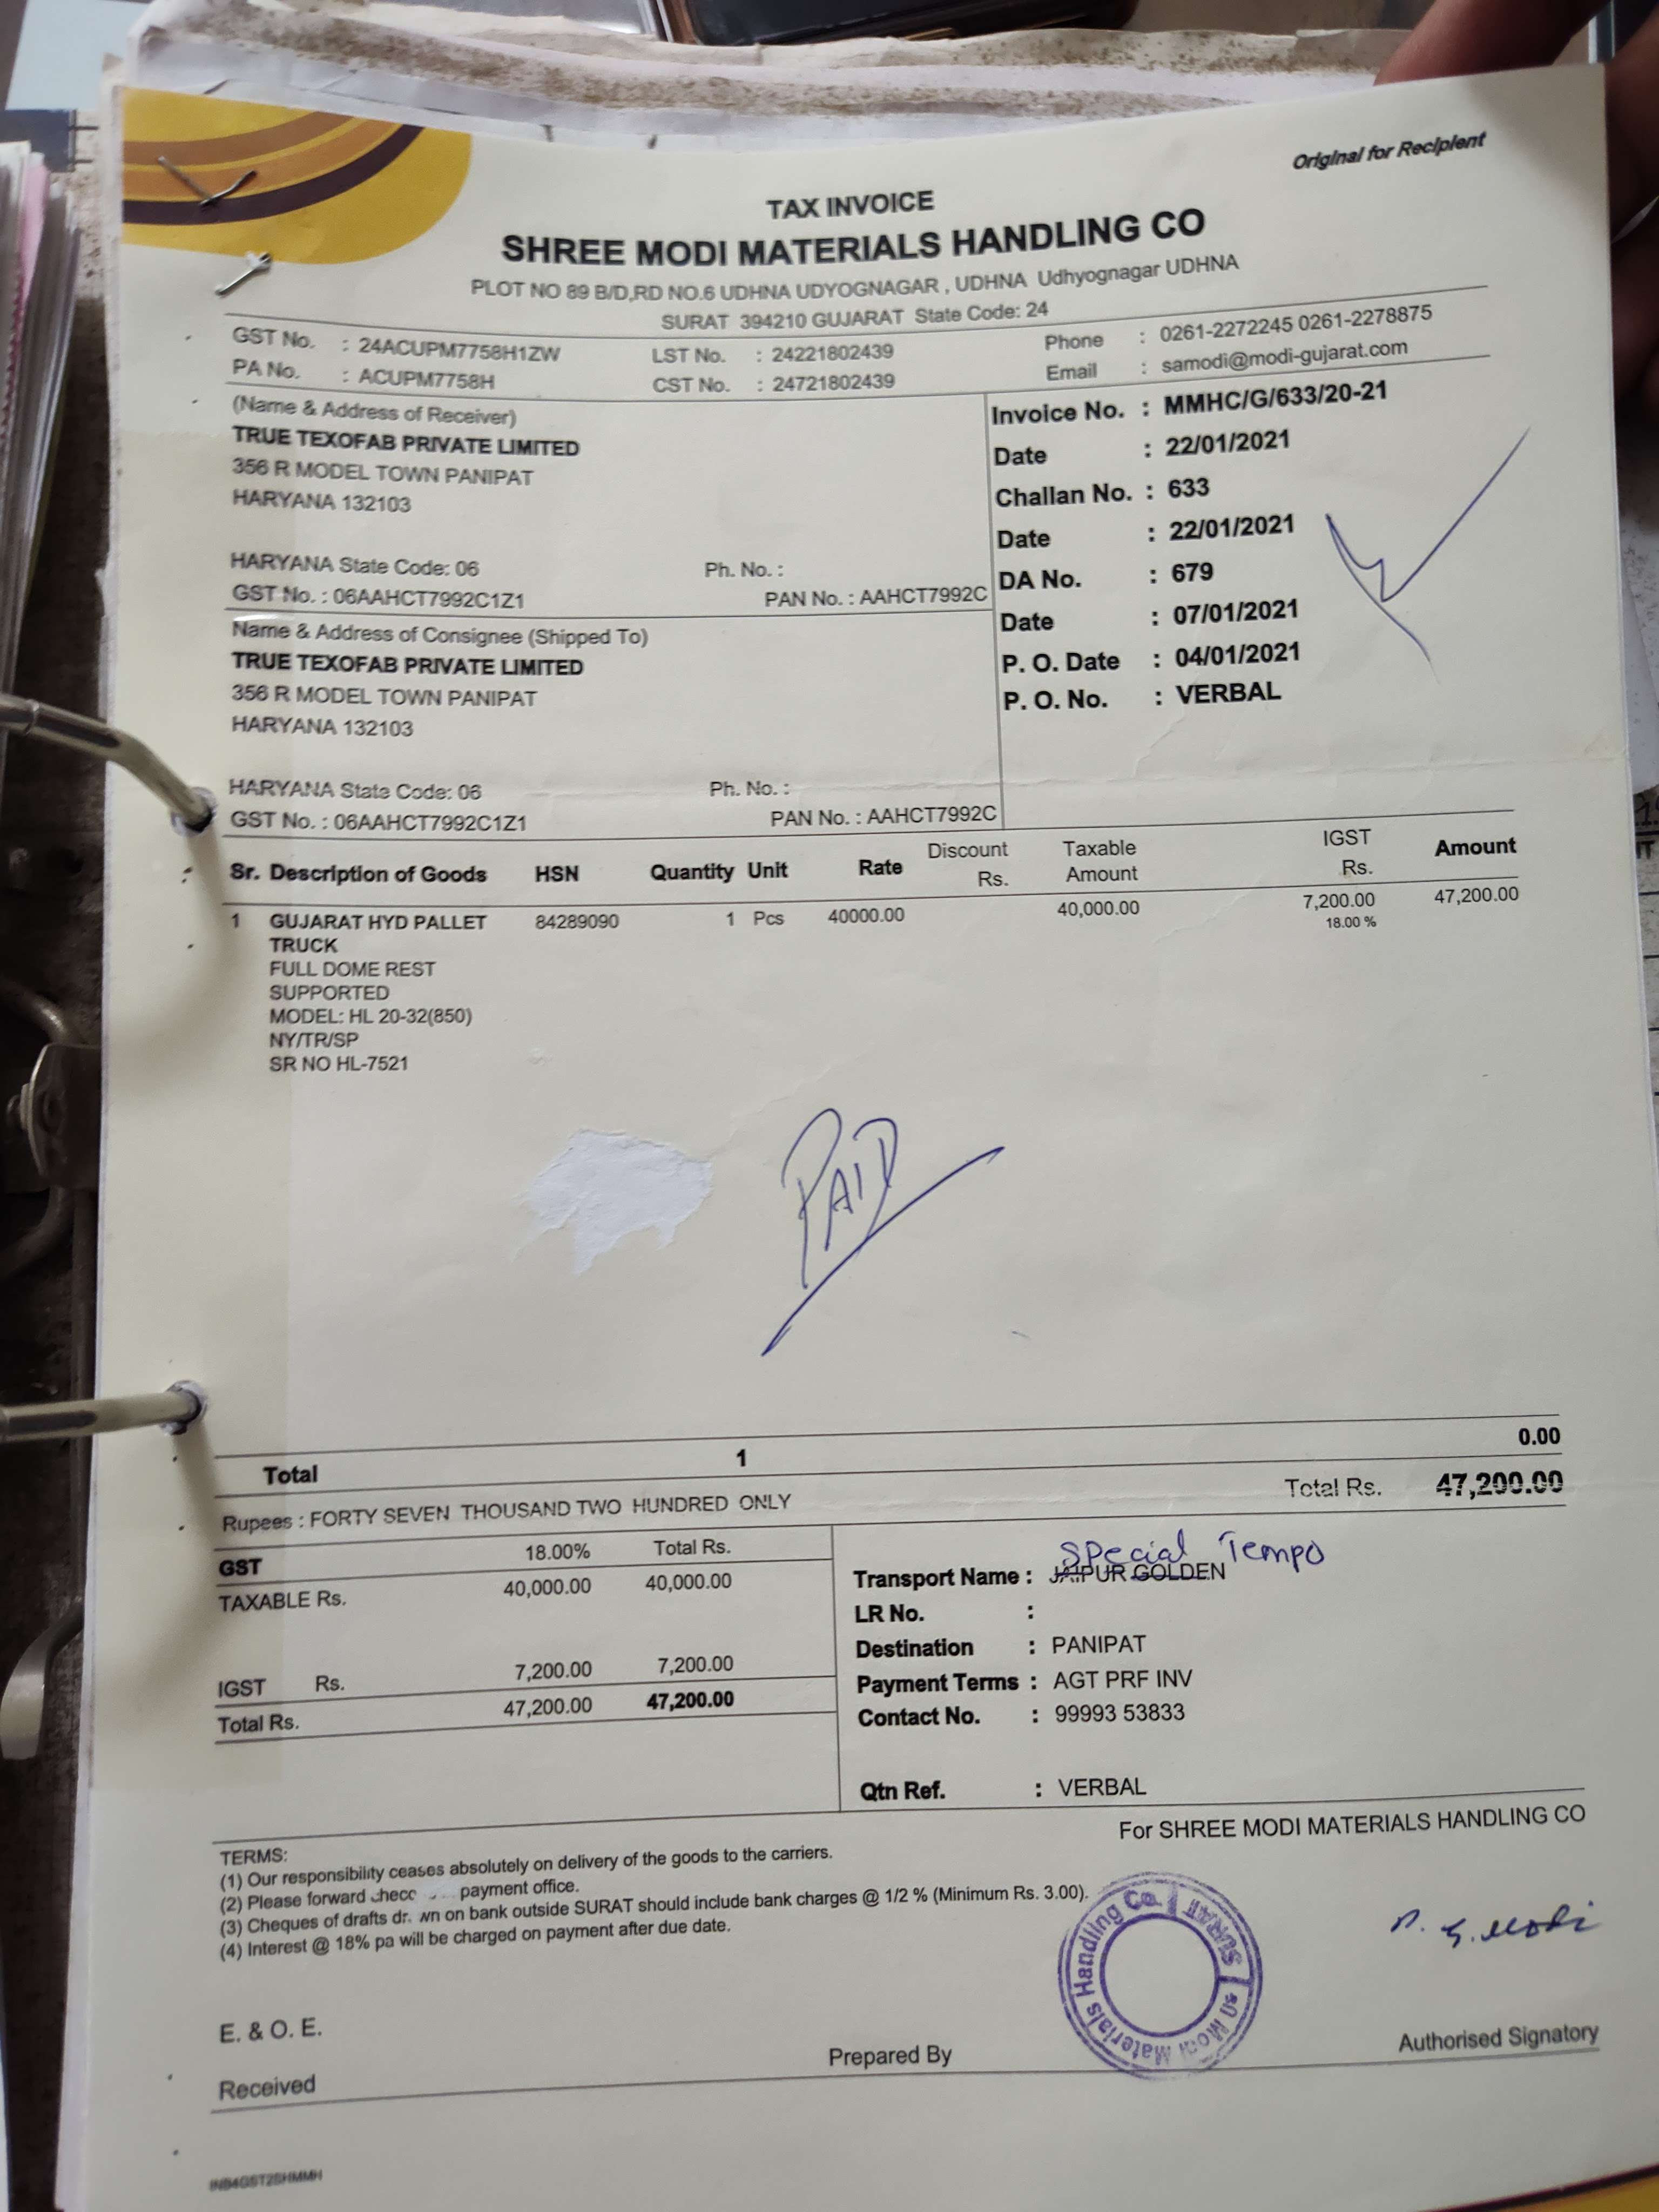 Original for Recipient
TAX INVOICE
SHREE MODI MATERIALS HANDLING CO
PLOT NO 89 B/D,RD NO.6 UDHNA UDYOGNAGAR , UDHNA Udhyognagar UDHNA
SURAT 394210 GUJARAT State Code: 24
GST No. : 24ACUPM7758H1ZW LST No. : 24221802439 Phone : 0261-2272245 0261-2278875
PA No. : ACUPM7758H CST No. : 24721802439 Email : samodi@modi-gujarat.com
(Name & Address of Receiver)
TRUE TEXOFAB PRIVATE LIMITED
356 R MODEL TOWN PANIPAT
HARYANA 132103
HARYANA State Code: 06 Ph. No. :
GST No. : 06AAHCT7992C1Z1 PAN No. : AAHCT7992C
Name & Address of Consignee (Shipped To)
TRUE TEXOFAB PRIVATE LIMITED
356 R MODEL TOWN PANIPAT
HARYANA 132103
HARYANA State Code: 06 Ph. No. :
GST No. : 06AAHCT7992C1Z1 PAN No. : AAHCT7992C
Invoice No. : MMHC/G/633/20-21
Date : 22/01/2021
Challan No. : 633
Date : 22/01/2021
DA No. : 679
Date : 07/01/2021
P. O. Date : 04/01/2021
P. O. No. : VERBAL
Sr. Description of Goods HSN Quantity Unit Rate Discount Rs. Taxable Amount IGST Rs. Amount
1 GUJARAT HYD PALLET 84289090 1 Pcs 40000.00 40,000.00 7,200.00 47,200.00
TRUCK 18.00 %
FULL DOME REST
SUPPORTED
MODEL: HL 20-32(850)
NY/TR/SP
SR NO HL-7521
PAID
Total 1 0.00
Rupees : FORTY SEVEN THOUSAND TWO HUNDRED ONLY Total Rs. 47,200.00
GST 18.00% Total Rs.
TAXABLE Rs. 40,000.00 40,000.00
IGST Rs. 7,200.00 7,200.00
Total Rs. 47,200.00 47,200.00
Special Tempo
Transport Name : JAIPUR GOLDEN
LR No. :
Destination : PANIPAT
Payment Terms : AGT PRF INV
Contact No. : 99993 53833
Qtn Ref. : VERBAL
For SHREE MODI MATERIALS HANDLING CO
TERMS:
(1) Our responsibility ceases absolutely on delivery of the goods to the carriers.
(2) Please forward payment office.
(3) Cheques of drafts wn on bank outside SURAT should include bank charges @ 1/2 % (Minimum Rs. 3.00).
(4) Interest @ 18% pa will be charged on payment after due date.
Modi Materials Handling Co. SURAT
Modi
E. & O. E.
Received Prepared By Authorised Signatory